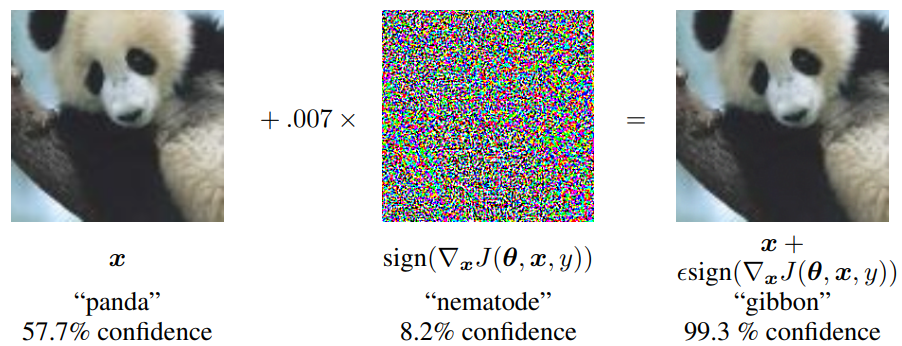 + .007 ×
=
x
sign(∇ₓJ(θ, x, y))
x +
ϵsign(∇ₓJ(θ, x, y))
“panda”
“nematode”
“gibbon”
57.7% confidence
8.2% confidence
99.3 % confidence